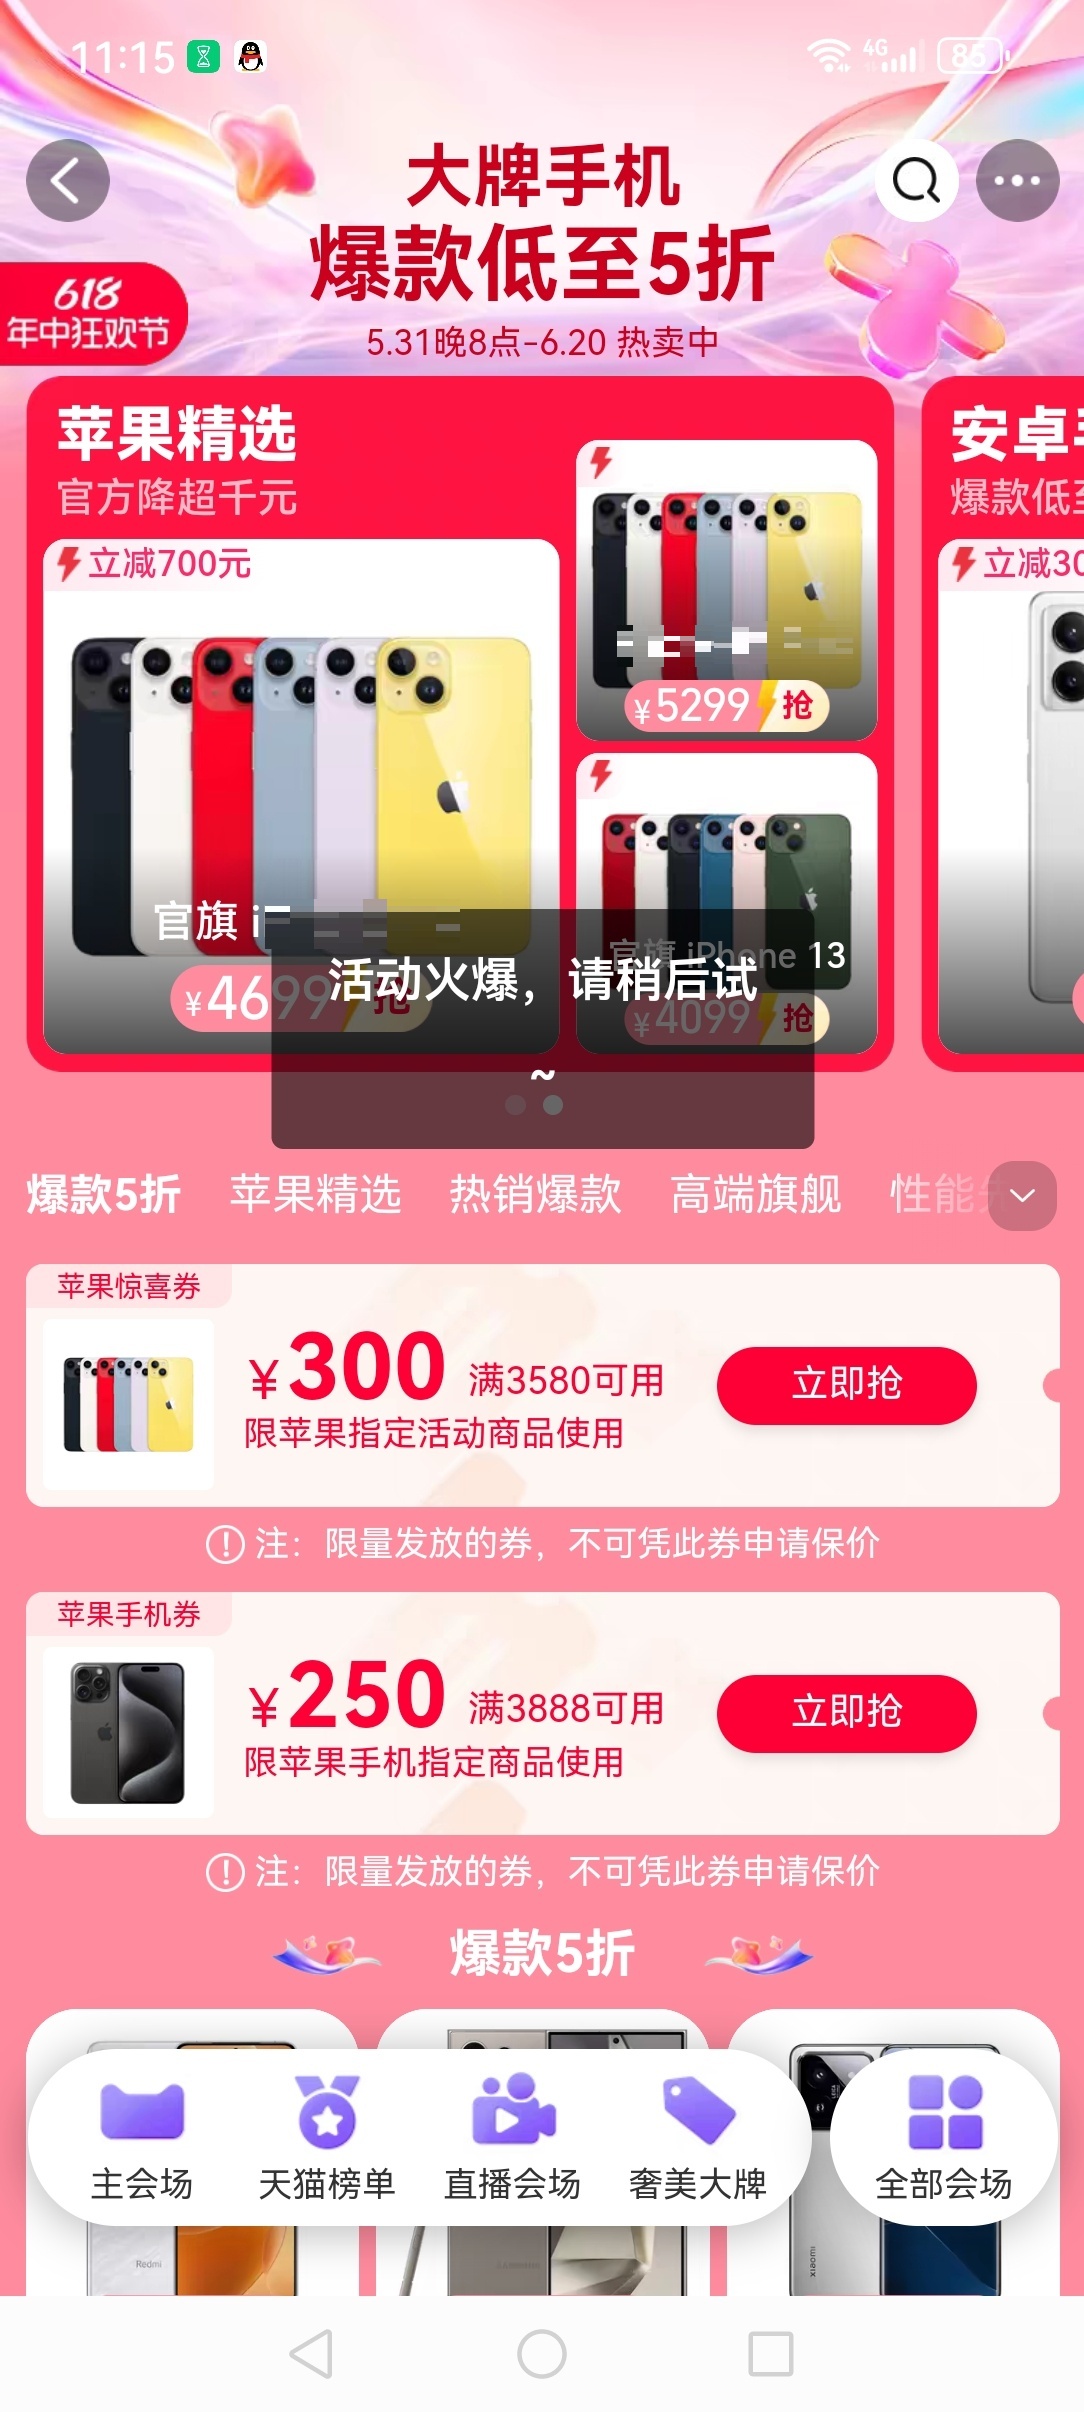 11:15
4G
85
大牌手机
爆款低至5折
618
年中狂欢节
5.31晚8点-6.20 热卖中
苹果精选
官方降超千元
立减700元
官旗 i
¥4699 抢
¥5299 抢
官旗 iPhone 13
¥4099 抢
安卓
爆款低至
立减30
活动火爆，请稍后试
~
爆款5折 苹果精选 热销爆款 高端旗舰 性能
苹果惊喜券
¥300 满3580可用
限苹果指定活动商品使用
立即抢
注：限量发放的券，不可凭此券申请保价
苹果手机券
¥250 满3888可用
限苹果手机指定商品使用
立即抢
注：限量发放的券，不可凭此券申请保价
爆款5折
主会场 天猫榜单 直播会场 奢美大牌 全部会场
Redmi
xiaomi